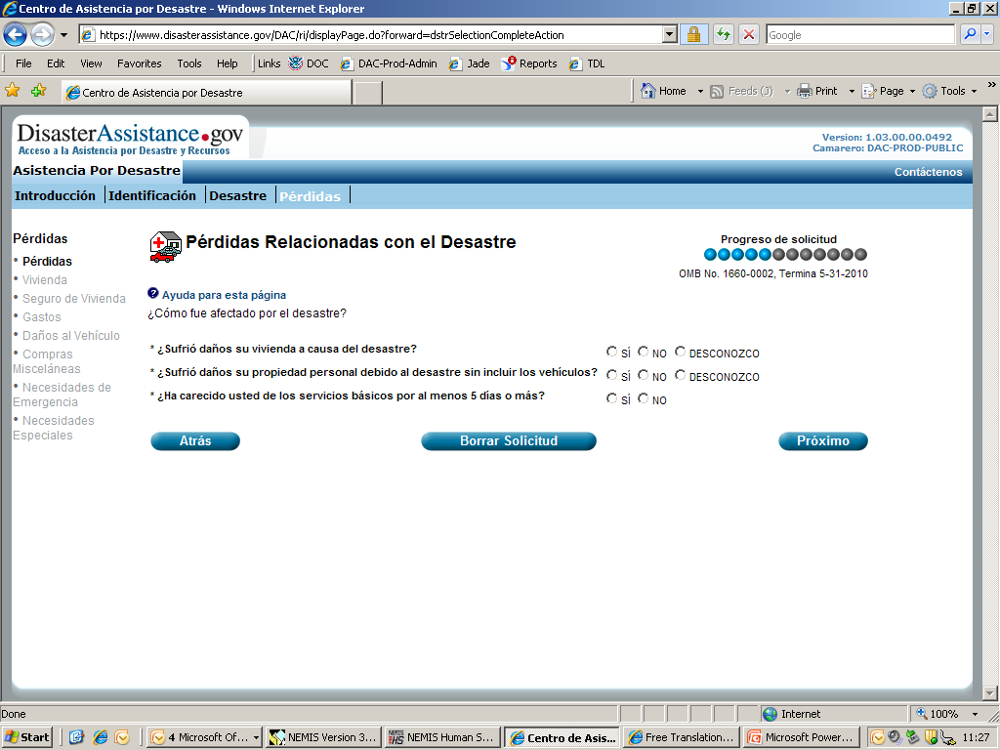 Centro de Asistencia por Desastre - Windows Internet Explorer
https://www.disasterassistance.gov/DAC/ri/displayPage.do?forward=dstrSelectionCompleteAction
Google
File Edit View Favorites Tools Help Links DOC DAC-Prod-Admin Jade Reports TDL
Centro de Asistencia por Desastre Home Feeds (J) Print Page Tools
DisasterAssistance.gov
Acceso a la Asistencia por Desastre y Recursos
Version: 1.03.00.00.0492
Camarero: DAC-PROD-PUBLIC
Asistencia Por Desastre Contáctenos
Introducción Identificación Desastre Pérdidas
Pérdidas
• Pérdidas
• Vivienda
• Seguro de Vivienda
• Gastos
• Daños al Vehículo
• Compras
Misceláneas
• Necesidades de
Emergencia
• Necesidades
Especiales
Pérdidas Relacionadas con el Desastre
Progreso de solicitud
OMB No. 1660-0002, Termina 5-31-2010
? Ayuda para esta página
¿Cómo fue afectado por el desastre?
* ¿Sufrió daños su vivienda a causa del desastre? SÍ NO DESCONOZCO
* ¿Sufrió daños su propiedad personal debido al desastre sin incluir los vehículos? SÍ NO DESCONOZCO
* ¿Ha carecido usted de los servicios básicos por al menos 5 días o más? SÍ NO
Atrás Borrar Solicitud Próximo
Done Internet 100%
Start 4 Microsoft Of... NEMIS Version 3... NEMIS Human S... Centro de Asis... Free Translation... Microsoft Power... 11:27